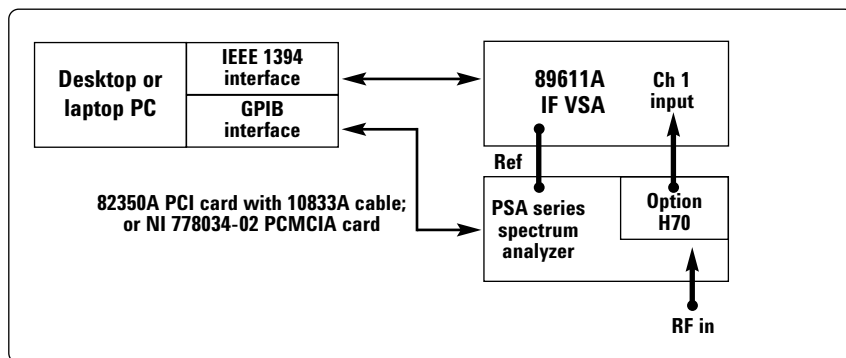 Desktop or
laptop PC
IEEE 1394
interface
GPIB
interface
89611A
IF VSA
Ch 1
input
Ref
82350A PCI card with 10833A cable;
or NI 778034-02 PCMCIA card
PSA series
spectrum
analyzer
Option
H70
RF in